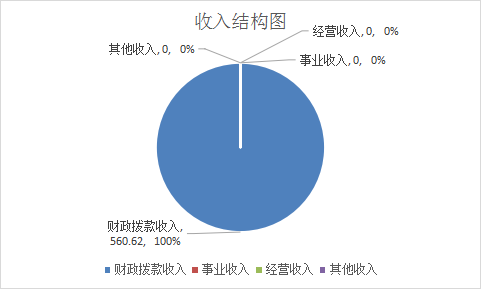 收入结构图
经营收入, 0, 0%
其他收入, 0, 0%
事业收入, 0, 0%
财政拨款收入,
560.62, 100%
财政拨款收入 事业收入 经营收入 其他收入